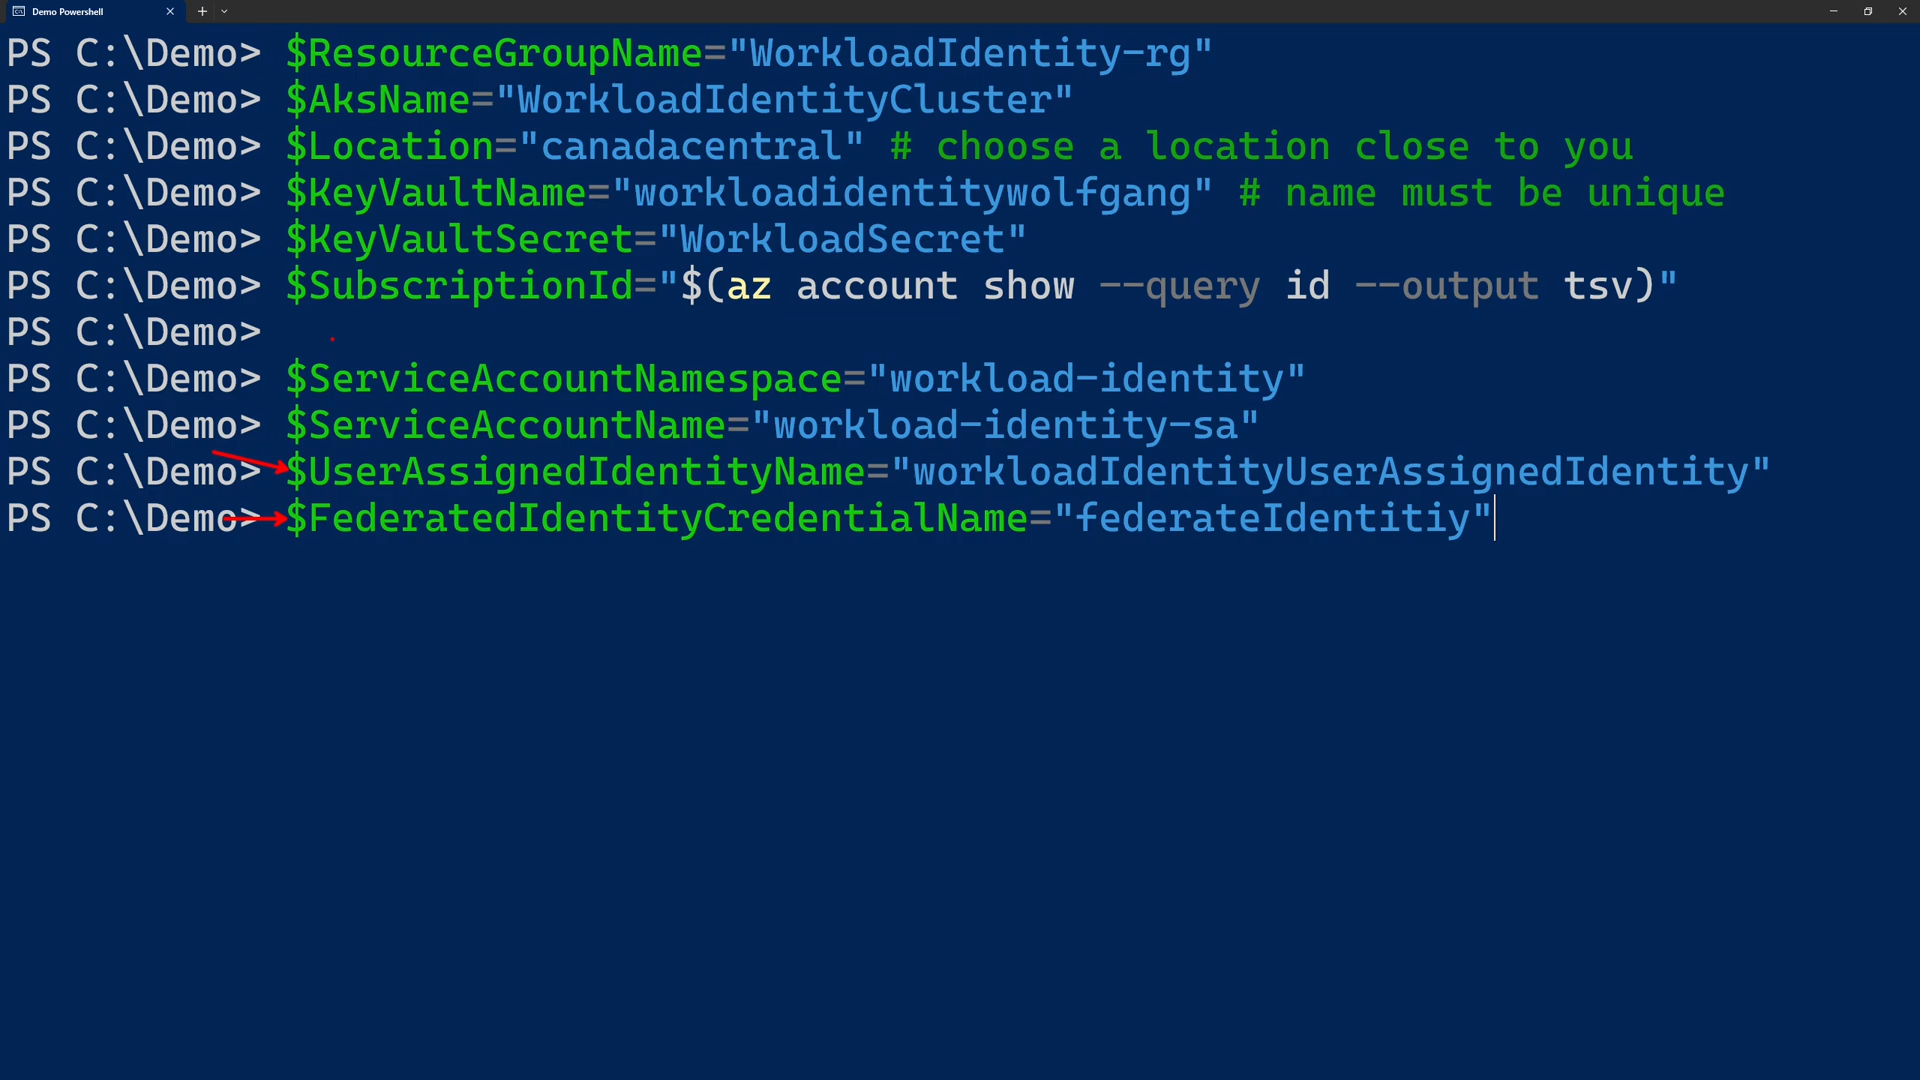 Demo Powershell
PS C:\Demo> $ResourceGroupName="WorkloadIdentity-rg"
PS C:\Demo> $AksName="WorkloadIdentityCluster"
PS C:\Demo> $Location="canadacentral" # choose a location close to you
PS C:\Demo> $KeyVaultName="workloadidentitywolfgang" # name must be unique
PS C:\Demo> $KeyVaultSecret="WorkloadSecret"
PS C:\Demo> $SubscriptionId="$(az account show --query id --output tsv)"
PS C:\Demo>
PS C:\Demo> $ServiceAccountNamespace="workload-identity"
PS C:\Demo> $ServiceAccountName="workload-identity-sa"
PS C:\Demo> $UserAssignedIdentityName="workloadIdentityUserAssignedIdentity"
PS C:\Demo> $FederatedIdentityCredentialName="federateIdentitiy"